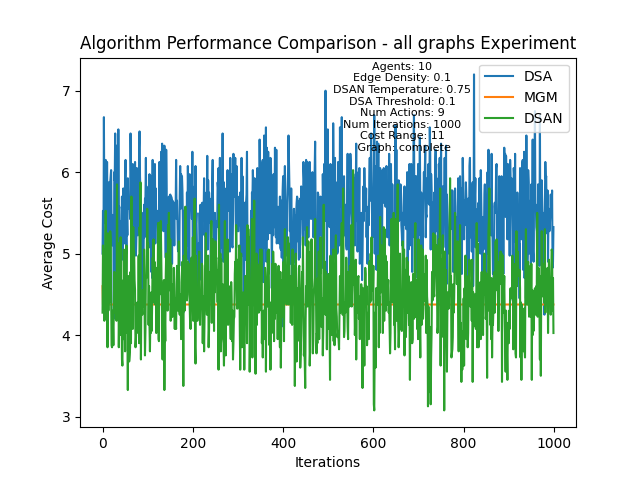 Algorithm Performance Comparison - all graphs Experiment
Agents: 10
Edge Density: 0.1
DSAN Temperature: 0.75
DSA Threshold: 0.1
Num Actions: 9
Num Iterations: 1000
Cost Range: 11
Graph: complete
DSA
MGM
DSAN
7
6
5
4
3
Average Cost
0
200
400
600
800
1000
Iterations